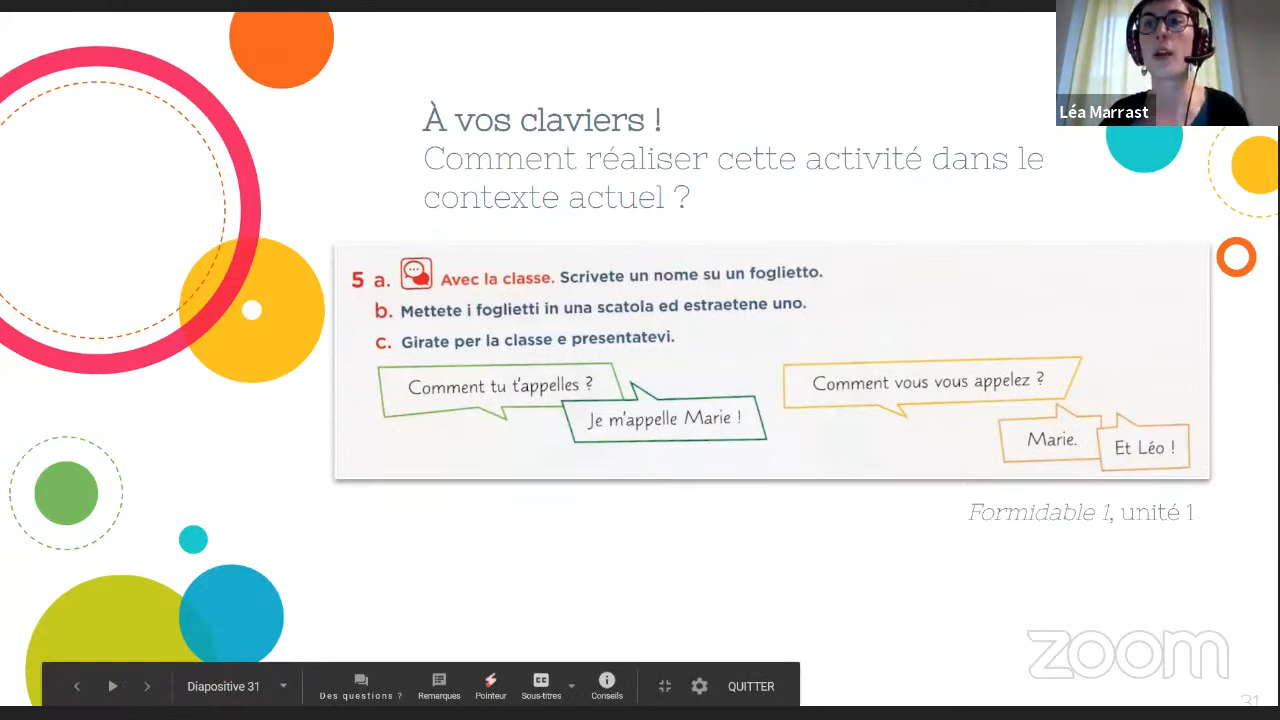 Léa Marrast
À vos claviers !
Comment réaliser cette activité dans le
contexte actuel ?
5 a. Avec la classe. Scrivete un nome su un foglietto.
b. Mettete i foglietti in una scatola ed estraetene uno.
c. Girate per la classe e presentatevi.
Comment tu t'appelles ?
Je m'appelle Marie !
Comment vous vous appelez ?
Marie.
Et Léo !
Formidable 1, unité 1
zoom
Diapositive 31
Des questions ?
Remarques
Pointeur
Sous-titres
Conseils
QUITTER
31